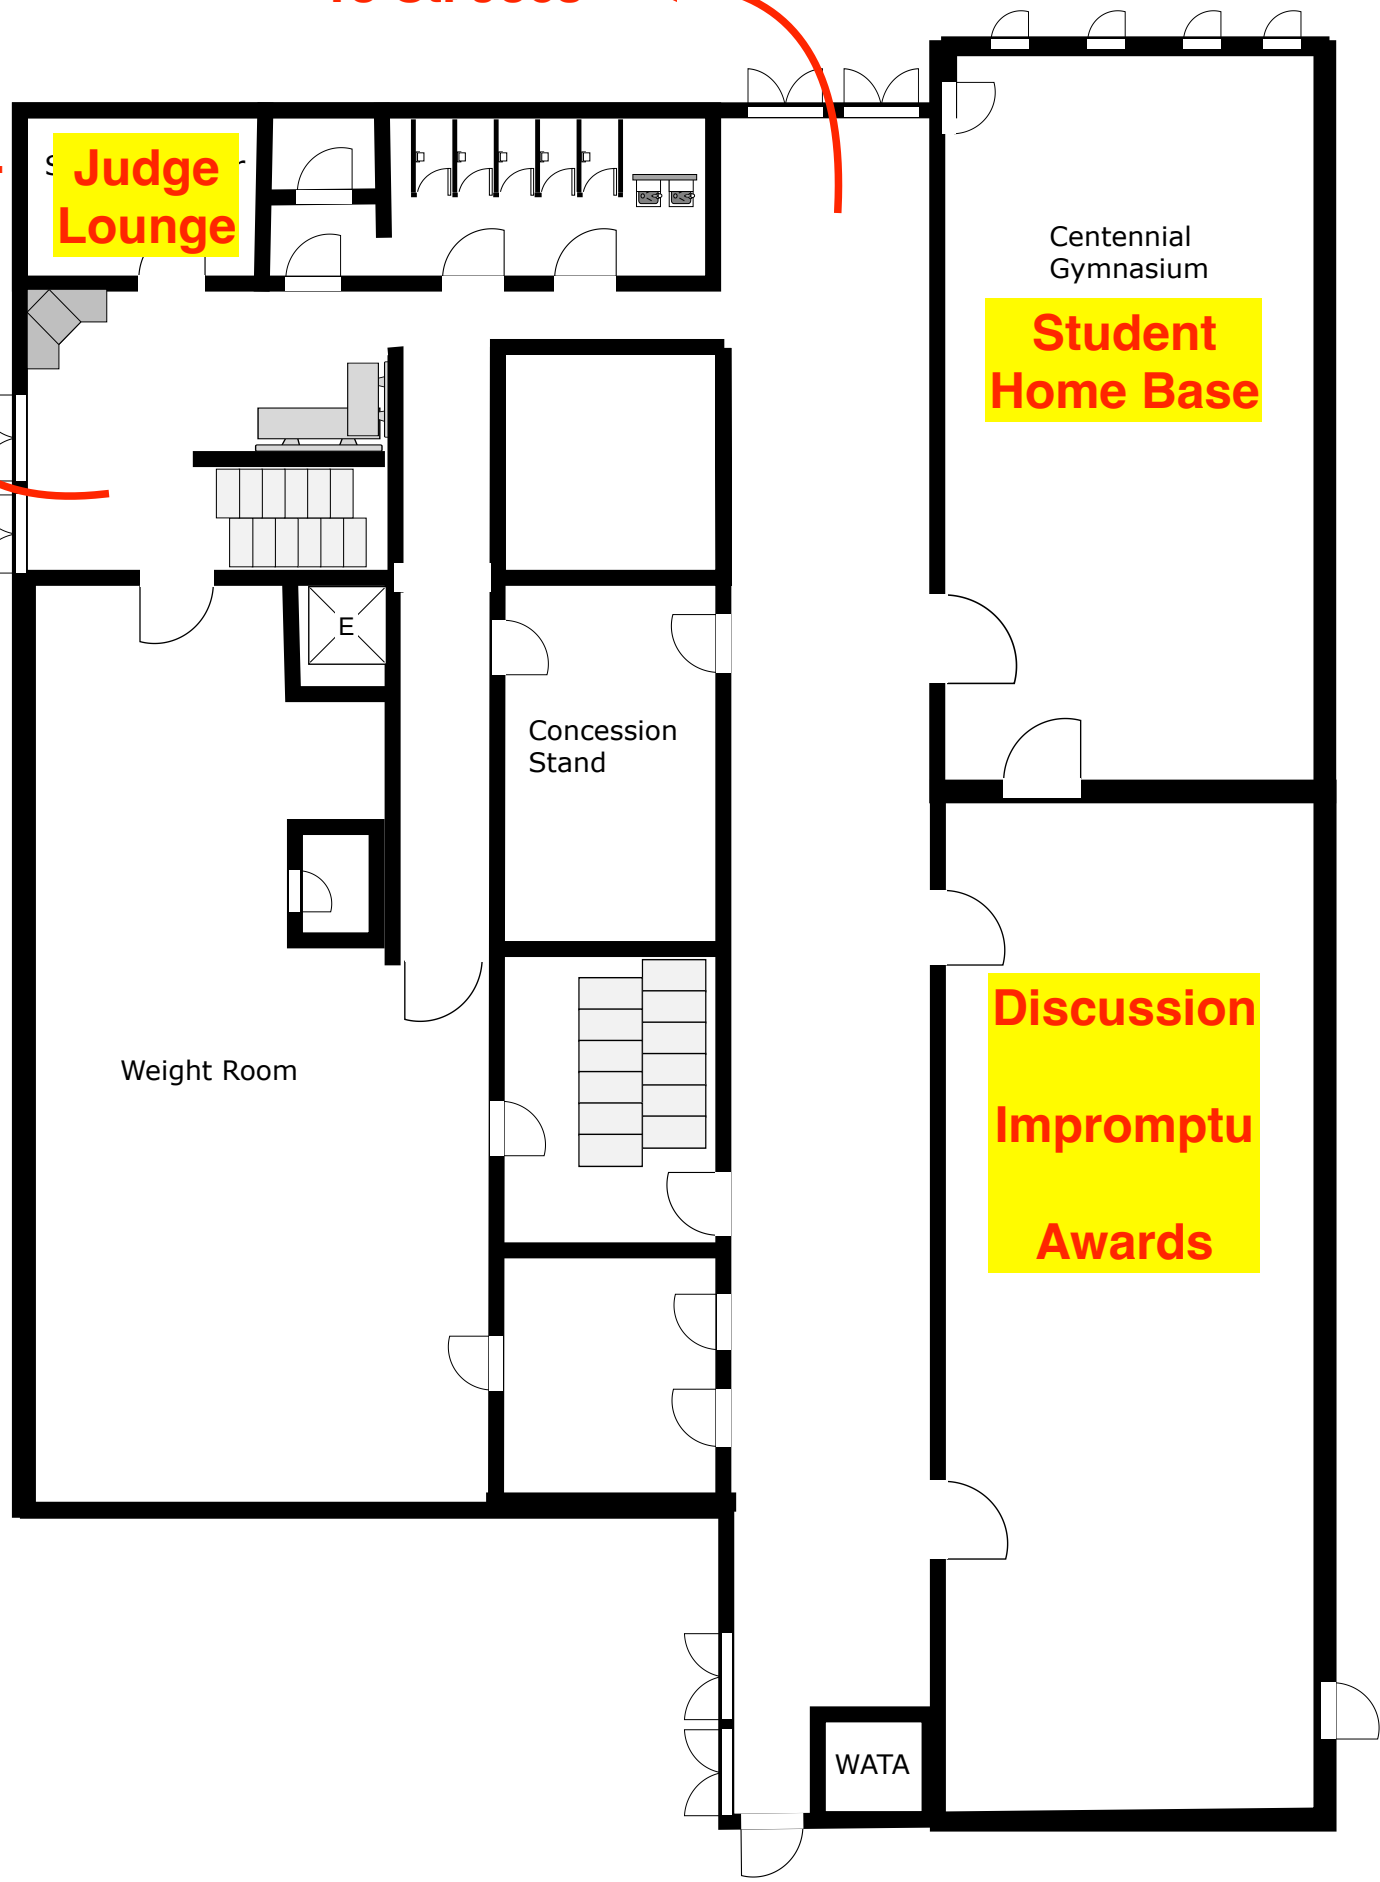 Judge
Lounge
Centennial
Gymnasium
Student
Home Base
E
Concession
Stand
Discussion
Impromptu
Awards
Weight Room
WATA